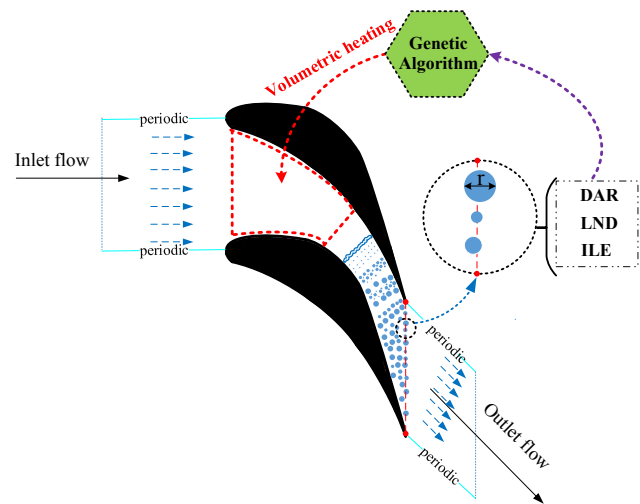 Volumetric heating
Genetic
Algorithm
periodic
Inlet flow
r
DAR
LND
ILE
periodic
periodic
Outlet flow
periodic